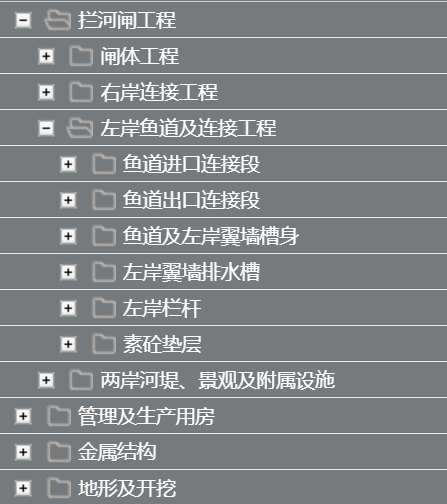 拦河闸工程
闸体工程
右岸连接工程
左岸鱼道及连接工程
鱼道进口连接段
鱼道出口连接段
鱼道及左岸翼墙槽身
左岸翼墙排水槽
左岸栏杆
素砼垫层
两岸河堤、景观及附属设施
管理及生产用房
金属结构
地形及开挖